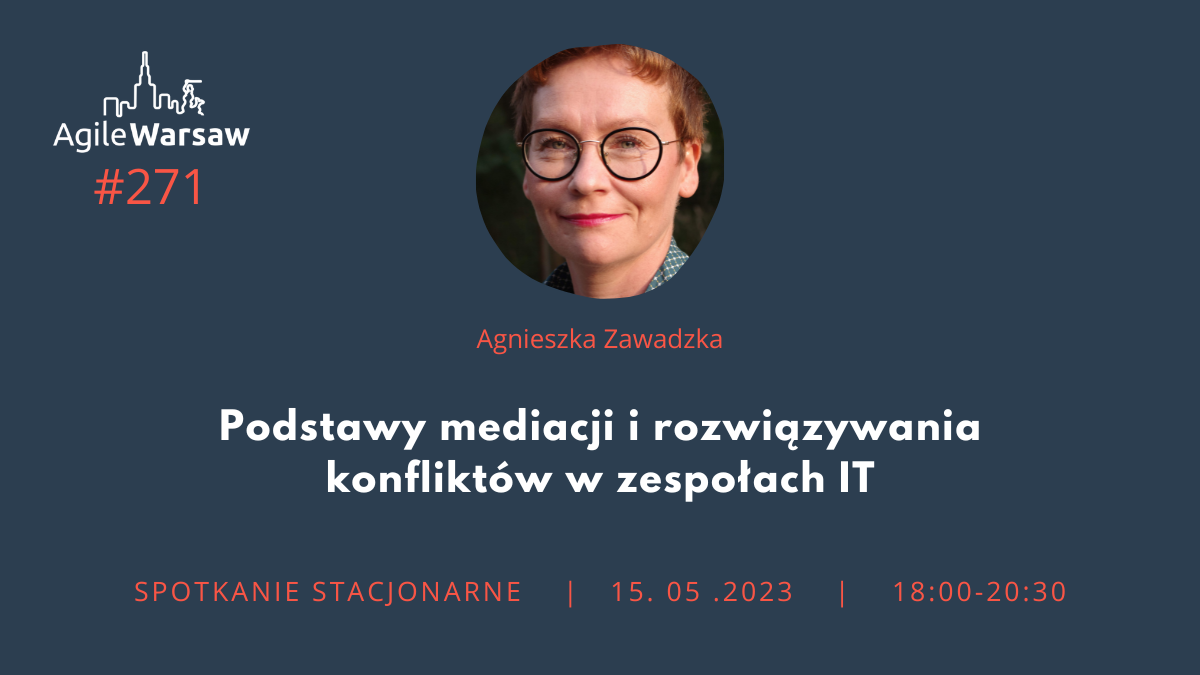 AgileWarsaw
#271
Agnieszka Zawadzka
Podstawy mediacji i rozwiązywania
konfliktów w zespołach IT
SPOTKANIE STACJONARNE | 15. 05 .2023 | 18:00-20:30